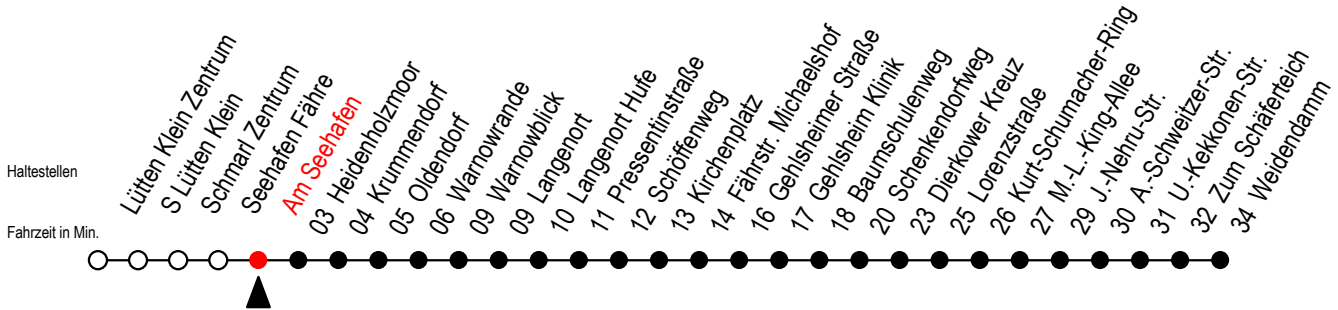 Haltestellen
Fahrzeit in Min.
Lütten Klein Zentrum
S Lütten Klein
Schmarl Zentrum
Seehafen Fähre
Am Seehafen
03 Heidenholzmoor
04 Krummendorf
05 Oldendorf
06 Warnowrande
09 Warnowblick
09 Langenort
10 Langenort Hufe
11 Pressentinstraße
12 Schöffenweg
13 Kirchenplatz
14 Fährstr. Michaelshof
16 Gehlsheimer Straße
17 Gehlsheim Klinik
18 Baumschulenweg
20 Schenkendorfweg
23 Dierkower Kreuz
25 Lorenzstraße
26 Kurt-Schumacher-Ring
27 M.-L.-King-Allee
29 J.-Nehru-Str.
30 A.-Schweitzer-Str.
31 U.-Kekkonen-Str.
32 Zum Schäferteich
34 Weidendamm